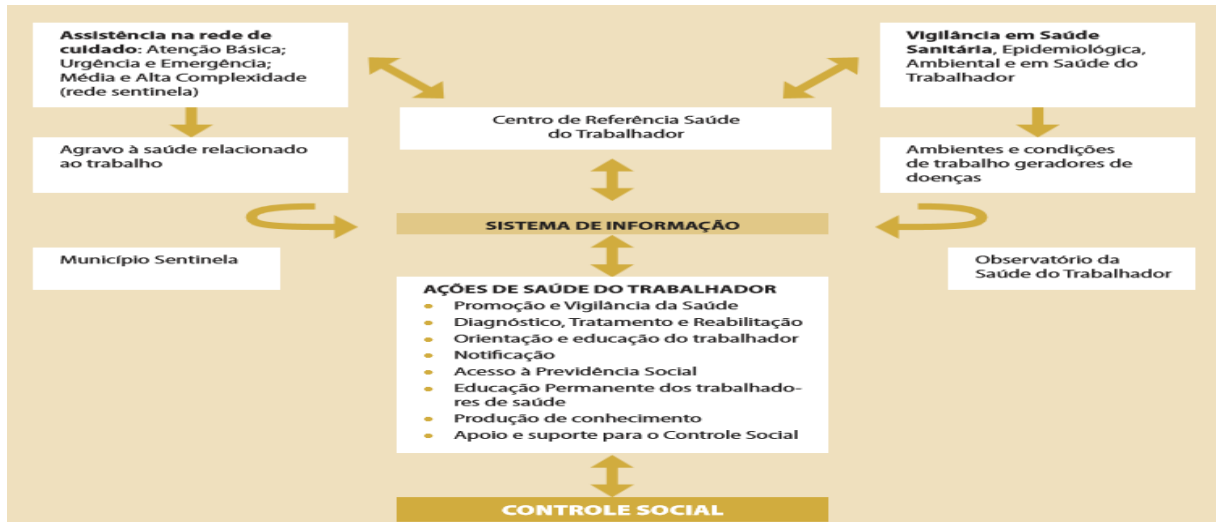 Assistência na rede de
cuidado: Atenção Básica;
Urgência e Emergência;
Média e Alta Complexidade
(rede sentinela)
Agravo à saúde relacionado
ao trabalho
Município Sentinela
Centro de Referência Saúde
do Trabalhador
Vigilância em Saúde
Sanitária, Epidemiológica,
Ambiental e em Saúde do
Trabalhador
Ambientes e condições
de trabalho geradores de
doenças
Observatório da
Saúde do Trabalhador
SISTEMA DE INFORMAÇÃO
AÇÕES DE SAÚDE DO TRABALHADOR
• Promoção e Vigilância da Saúde
• Diagnóstico, Tratamento e Reabilitação
• Orientação e educação do trabalhador
• Notificação
• Acesso à Previdência Social
• Educação Permanente dos trabalhado-
res de saúde
• Produção de conhecimento
• Apoio e suporte para o Controle Social
CONTROLE SOCIAL